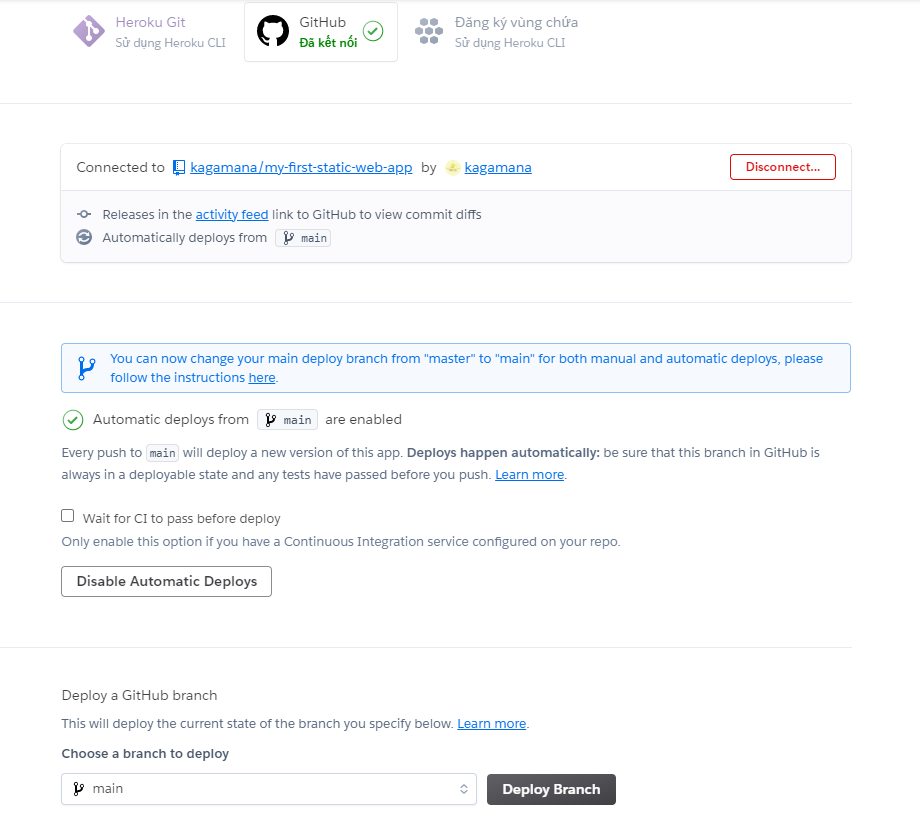 Heroku Git
Sử dụng Heroku CLI
GitHub
Đã kết nối
Đăng ký vùng chứa
Sử dụng Heroku CLI
Connected to kagamana/my-first-static-web-app by kagamana
Disconnect...
Releases in the activity feed link to GitHub to view commit diffs
Automatically deploys from main
You can now change your main deploy branch from "master" to "main" for both manual and automatic deploys, please
follow the instructions here.
Automatic deploys from main are enabled
Every push to main will deploy a new version of this app. Deploys happen automatically: be sure that this branch in GitHub is
always in a deployable state and any tests have passed before you push. Learn more.
Wait for CI to pass before deploy
Only enable this option if you have a Continuous Integration service configured on your repo.
Disable Automatic Deploys
Deploy a GitHub branch
This will deploy the current state of the branch you specify below. Learn more.
Choose a branch to deploy
main
Deploy Branch